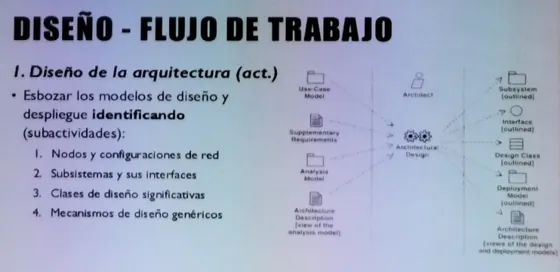 DISEÑO - FLUJO DE TRABAJO
1. Diseño de la arquitectura (act.)
• Esbozar los modelos de diseño y
despliegue identificando
(subactividades):
1. Nodos y configuraciones de red
2. Subsistemas y sus interfaces
3. Clases de diseño significativas
4. Mecanismos de diseño genéricos
Use-Case
Model
Supplementary
Requirements
Analysis
Model
Architecture
Description
[view of the
analysis model]
Architect
Architectural
Design
Subsystem
[outlined]
Interface
[outlined]
Design Class
[outlined]
Deployment
Model
[outlined]
Architecture
Description
[views of the design
and deployment models]